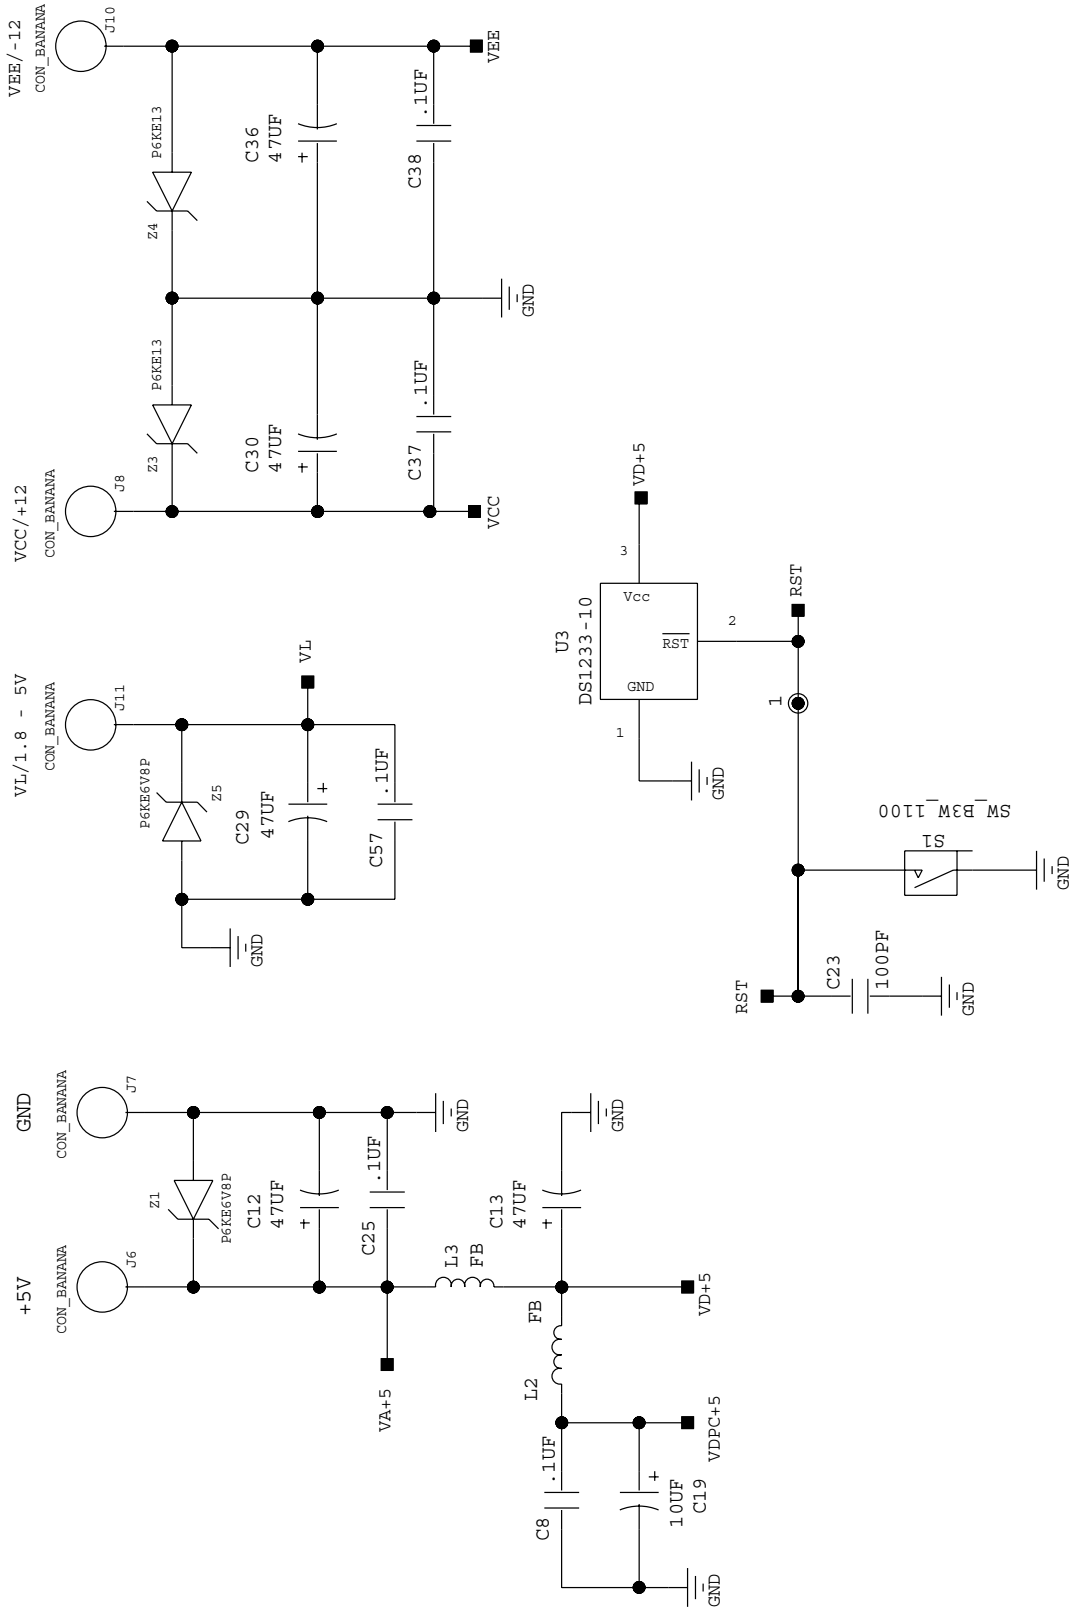 +5V
CON_BANANA
J6
GND
CON_BANANA
J7
Z1
P6KE6V8P
C12
47UF
+
C25
.1UF
GND
VA+5
L3
FB
C13
47UF
+
GND
FB
L2
VD+5
C8
.1UF
VDPC+5
+
10UF
C19
GND
VL/1.8 - 5V
CON_BANANA
J11
P6KE6V8P
Z5
C29
47UF
+
C57
.1UF
VL
GND
VCC/+12
CON_BANANA
J8
VEE/-12
CON_BANANA
J10
Z3
P6KE13
Z4
P6KE13
C30
47UF
+
C36
47UF
+
C37
.1UF
C38
.1UF
VCC
GND
VEE
U3
DS1233-10
Vcc
RST
GND
3
VD+5
2
1
GND
RST
1
RST
C23
100PF
GND
S1
SW_B3W_1100
GND